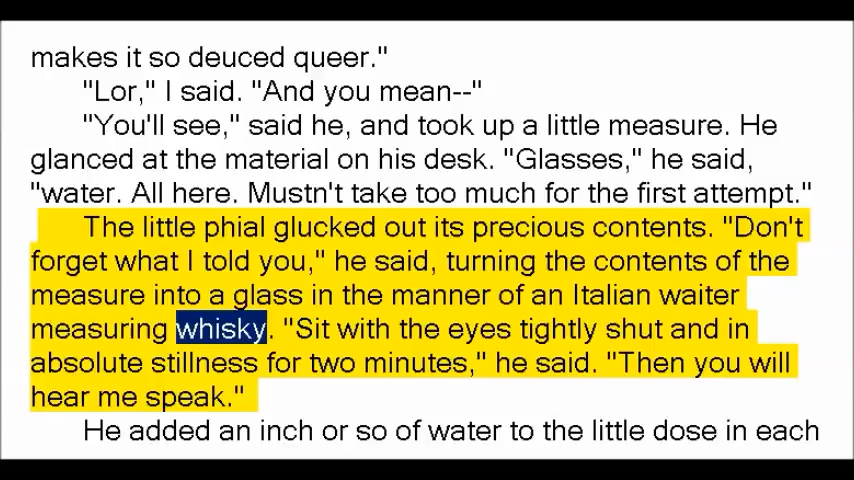 makes it so deuced queer."
"Lor," I said. "And you mean--"
"You'll see," said he, and took up a little measure. He
glanced at the material on his desk. "Glasses," he said,
"water. All here. Mustn't take too much for the first attempt."
The little phial glucked out its precious contents. "Don't
forget what I told you," he said, turning the contents of the
measure into a glass in the manner of an Italian waiter
measuring whisky. "Sit with the eyes tightly shut and in
absolute stillness for two minutes," he said. "Then you will
hear me speak."
He added an inch or so of water to the little dose in each